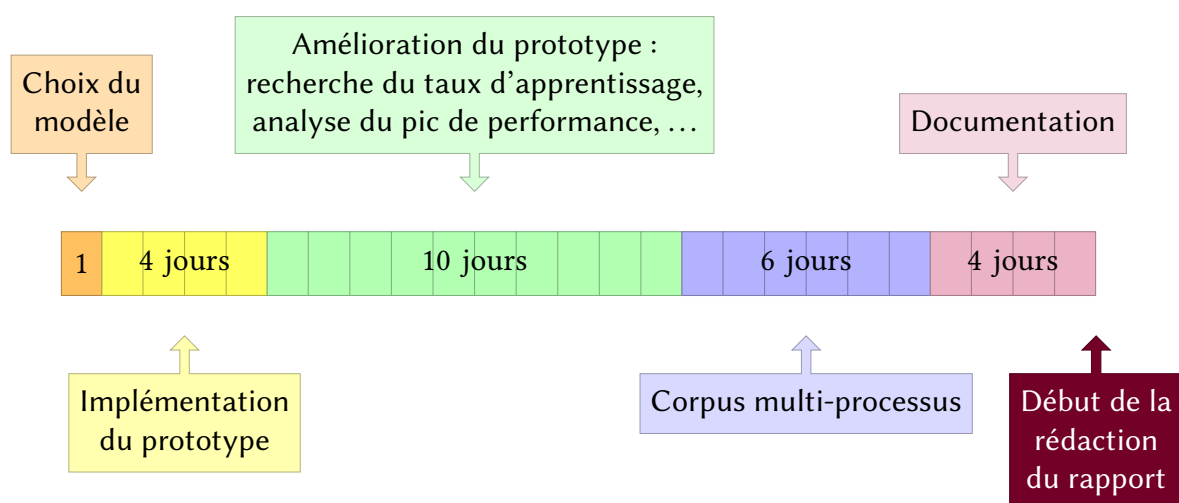 Choix du
modèle
Amélioration du prototype :
recherche du taux d’apprentissage,
analyse du pic de performance, …
Documentation
1
4 jours
10 jours
6 jours
4 jours
Implémentation
du prototype
Corpus multi-processus
Début de la
rédaction
du rapport